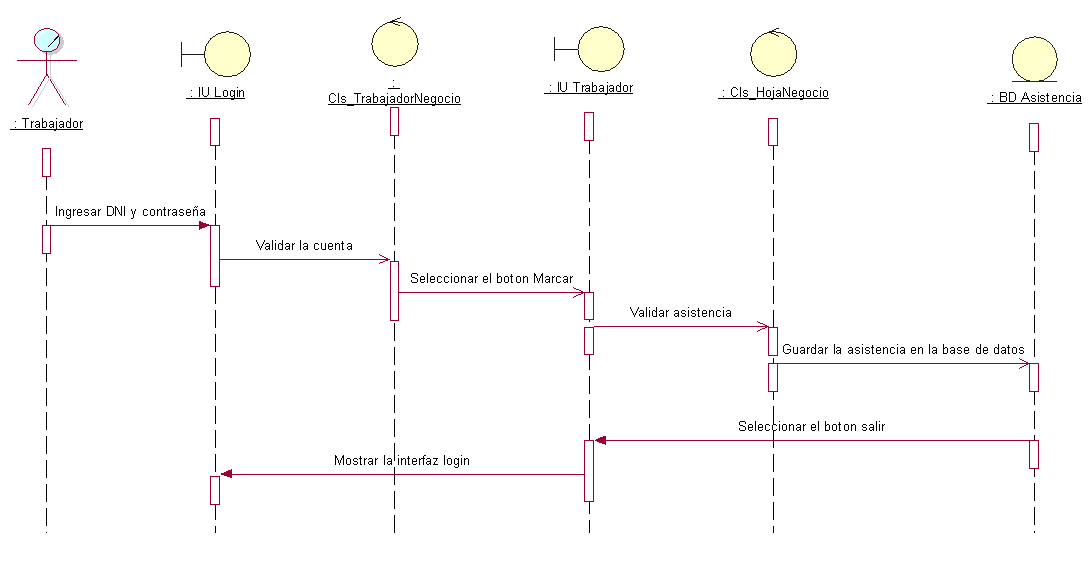 : Trabajador
: IU Login
:
Cls_TrabajadorNegocio
: IU Trabajador
: Cls_HojaNegocio
: BD Asistencia
Ingresar DNI y contraseña
Validar la cuenta
Seleccionar el boton Marcar
Validar asistencia
Guardar la asistencia en la base de datos
Seleccionar el boton salir
Mostrar la interfaz login